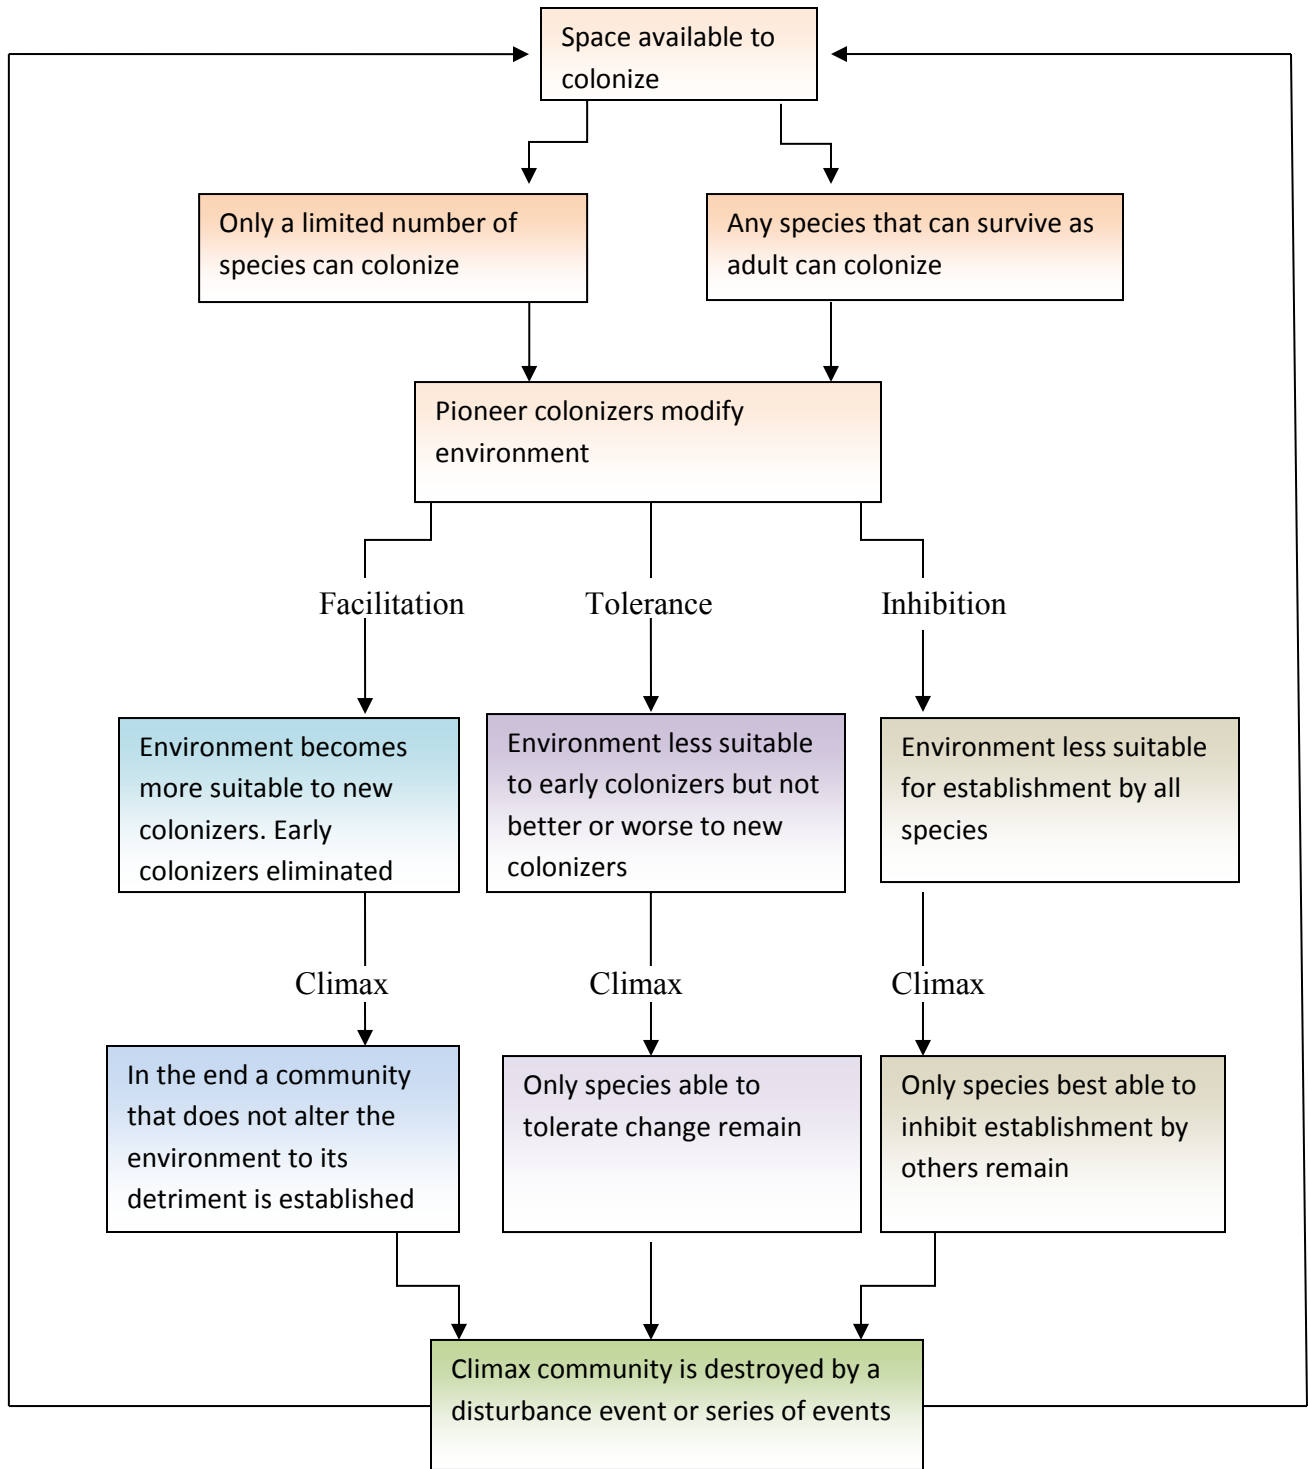 Space available to
colonize
Only a limited number of
species can colonize
Any species that can survive as
adult can colonize
Pioneer colonizers modify
environment
Facilitation
Tolerance
Inhibition
Environment becomes
more suitable to new
colonizers. Early
colonizers eliminated
Environment less suitable
to early colonizers but not
better or worse to new
colonizers
Environment less suitable
for establishment by all
species
Climax
Climax
Climax
In the end a community
that does not alter the
environment to its
detriment is established
Only species able to
tolerate change remain
Only species best able to
inhibit establishment by
others remain
Climax community is destroyed by a
disturbance event or series of events